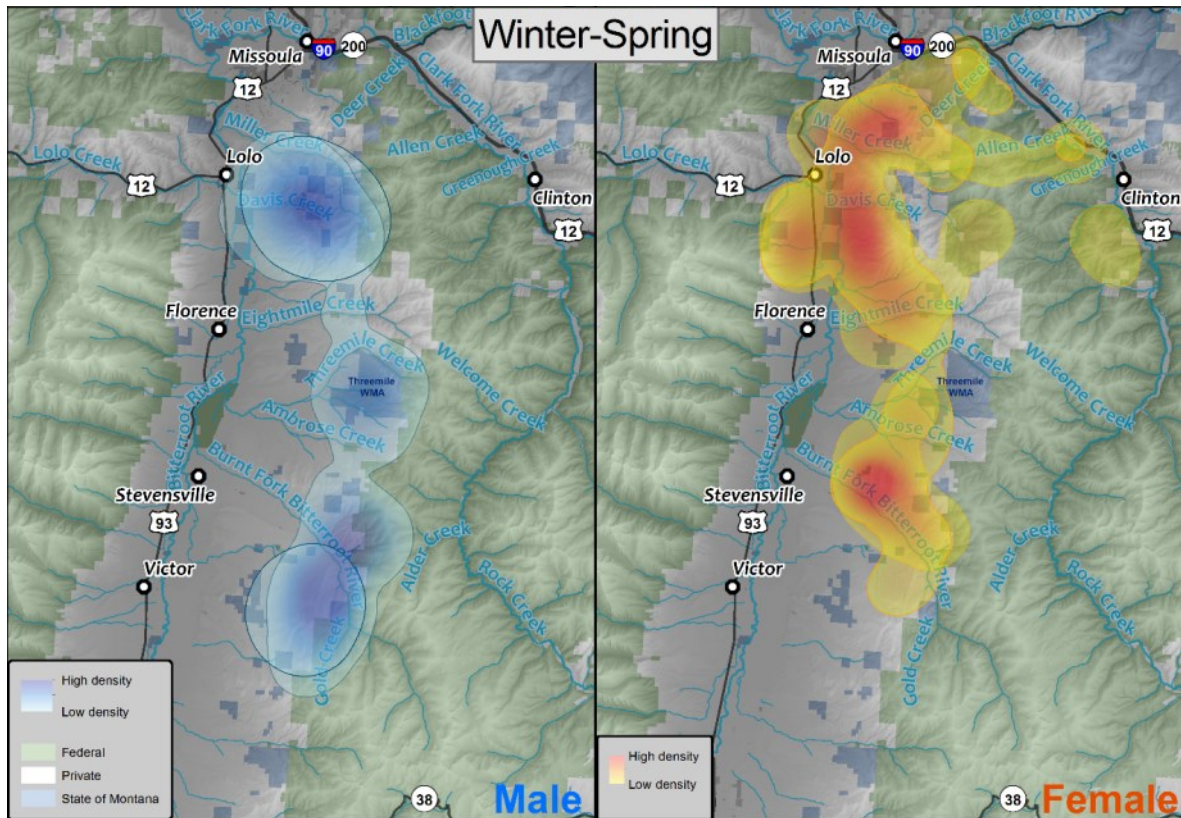 Winter-Spring
Clark Fork River
Blackfoot River
Missoula
90
200
12
Deer Creek
Clark Fork River
Miller Creek
Allen Creek
Lolo Creek
Lolo
Greenough Creek
12
Clinton
Davis Creek
12
Florence
Eightmile Creek
Threemile Creek
Welcome Creek
Threemile
WMA
Bitterroot River
Ambrose Creek
Burnt Fork Bitterroot River
Stevensville
93
Alder Creek
Victor
Rock Creek
Gold Creek
High density
Low density
Federal
Private
State of Montana
38
Male
Clark Fork River
Blackfoot River
Missoula
90
200
12
Deer Creek
Clark Fork River
Miller Creek
Allen Creek
Lolo Creek
Lolo
Greenough Creek
12
Clinton
Davis Creek
12
Florence
Eightmile Creek
Threemile Creek
Welcome Creek
Threemile
WMA
Bitterroot River
Ambrose Creek
Burnt Fork Bitterroot River
Stevensville
93
Alder Creek
Victor
Rock Creek
Gold Creek
High density
Low density
38
Female